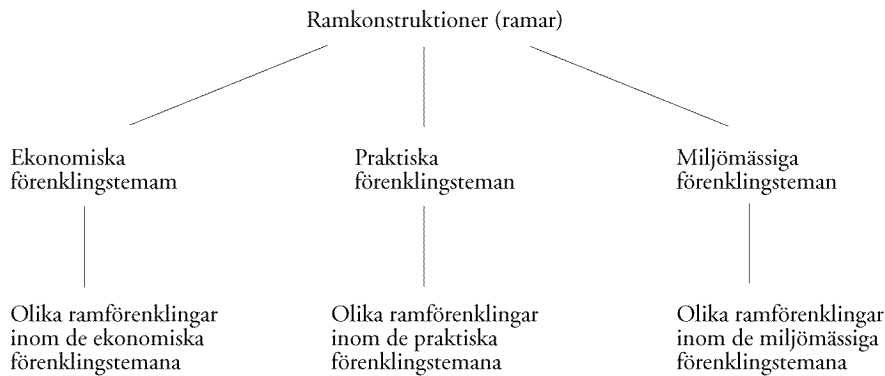 Ramkonstruktioner (ramar)
Ekonomiska
förenklingstemam
Praktiska
förenklingsteman
Miljömässiga
förenklingsteman
Olika ramförenklingar
inom de ekonomiska
förenklingstemana
Olika ramförenklingar
inom de praktiska
förenklingstemana
Olika ramförenklingar
inom de miljömässiga
förenklingstemana